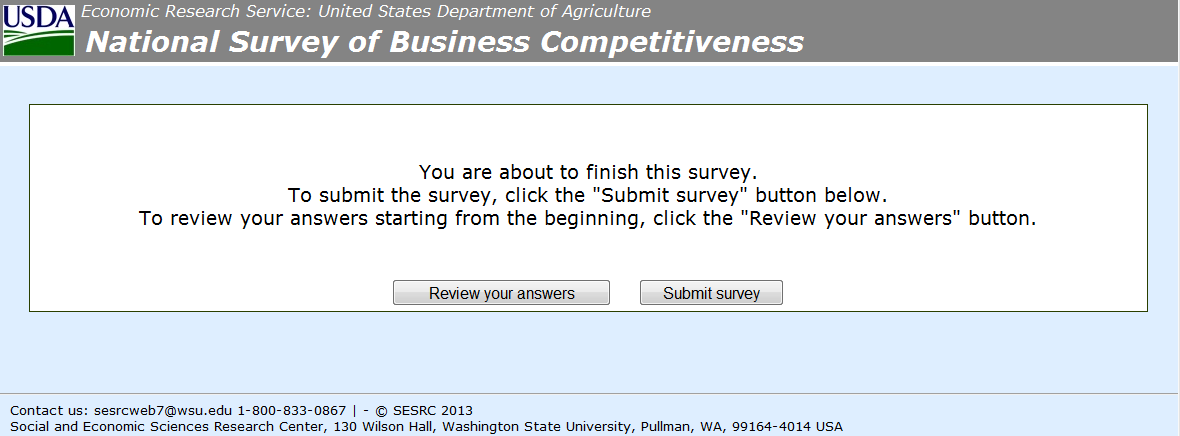 USDA
Economic Research Service: United States Department of Agriculture
National Survey of Business Competitiveness
You are about to finish this survey.
To submit the survey, click the "Submit survey" button below.
To review your answers starting from the beginning, click the "Review your answers" button.
Review your answers
Submit survey
Contact us: sesrcweb7@wsu.edu 1-800-833-0867 | - © SESRC 2013
Social and Economic Sciences Research Center, 130 Wilson Hall, Washington State University, Pullman, WA, 99164-4014 USA